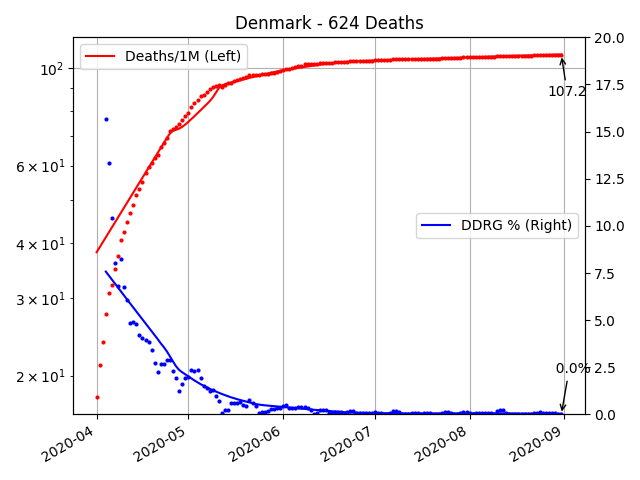 Denmark - 624 Deaths
Deaths/1M (Left)
DDRG % (Right)
107.2
0.0%
10²
6 × 10¹
4 × 10¹
3 × 10¹
2 × 10¹
20.0
17.5
15.0
12.5
10.0
7.5
5.0
2.5
0.0
2020-04
2020-05
2020-06
2020-07
2020-08
2020-09